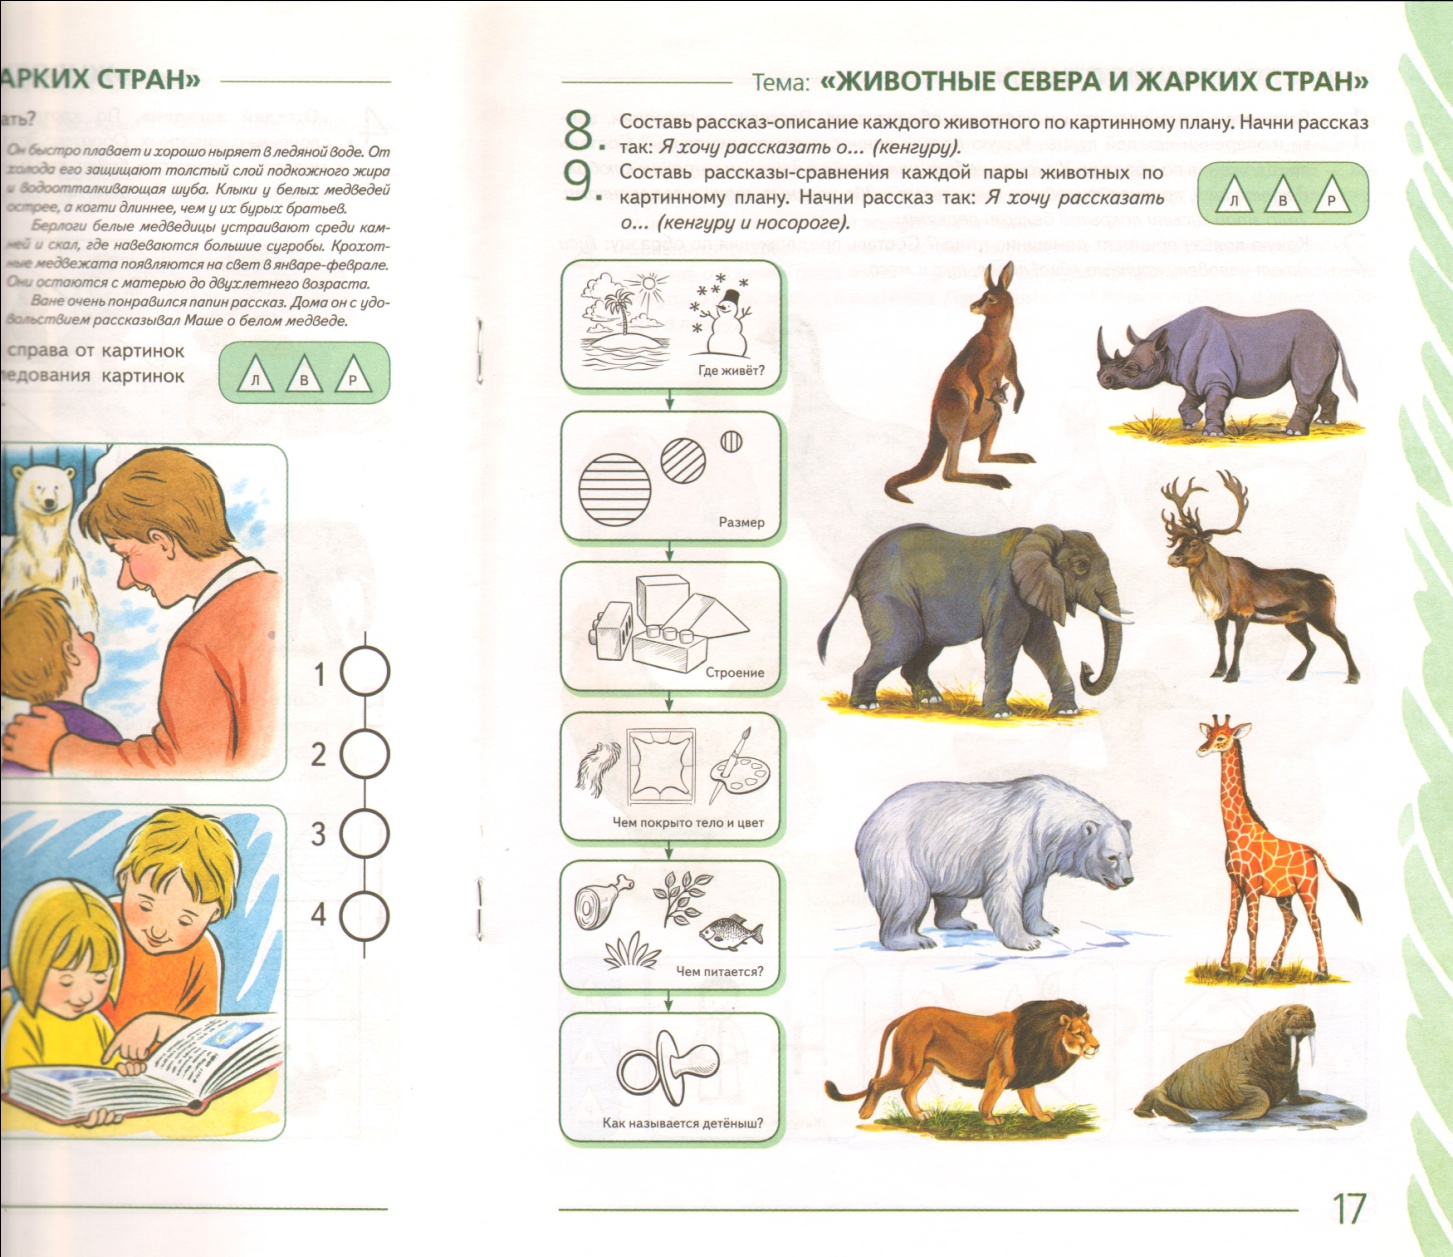 АРКИХ СТРАН»
ать?
Он быстро плавает и хорошо ныряет в ледяной воде. От
холода его защищают толстый слой подкожного жира
и водоотталкивающая шуба. Клыки у белых медведей
острее, а когти длиннее, чем у их бурых братьев.
Берлоги белые медведицы устраивают среди кам-
ней и скал, где навеваются большие сугробы. Крохот-
ные медвежата появляются на свет в январе-феврале.
Они остаются с матерью до двухлетнего возраста.
Ване очень понравился папин рассказ. Дома он с удо-
вольствием рассказывал Маше о белом медведе.
справа от картинок
ледования картинок
Л В Р
1
2
3
4
Тема: «ЖИВОТНЫЕ СЕВЕРА И ЖАРКИХ СТРАН»
8. Составь рассказ-описание каждого животного по картинному плану. Начни рассказ
так: Я хочу рассказать о... (кенгуру).
9. Составь рассказы-сравнения каждой пары животных по
картинному плану. Начни рассказ так: Я хочу рассказать
о... (кенгуру и носороге).
Л В Р
Где живёт?
Размер
Строение
Чем покрыто тело и цвет
Чем питается?
Как называется детёныш?
17